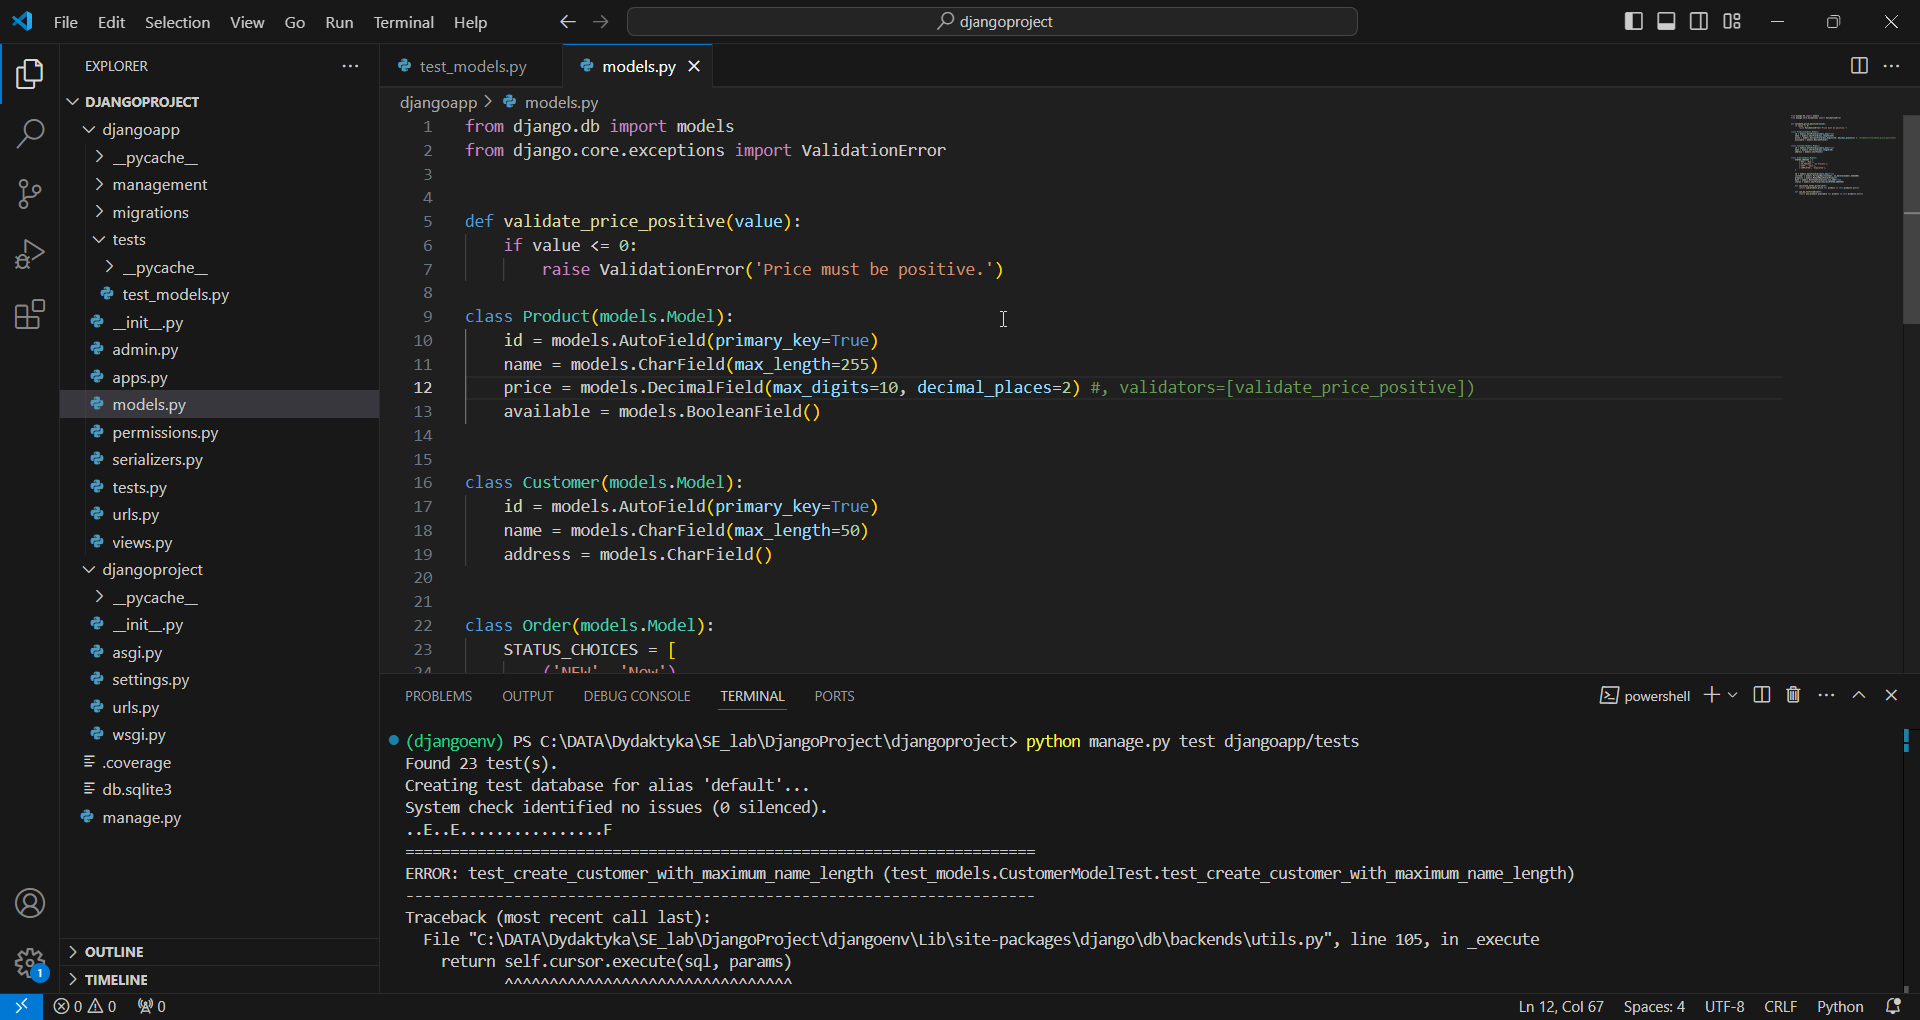 File Edit Selection View Go Run Terminal Help
djangoproject
EXPLORER
DJANGOPROJECT
djangoapp
__pycache__
management
migrations
tests
__pycache__
test_models.py
__init__.py
admin.py
apps.py
models.py
permissions.py
serializers.py
tests.py
urls.py
views.py
djangoproject
__pycache__
__init__.py
asgi.py
settings.py
urls.py
wsgi.py
.coverage
db.sqlite3
manage.py
OUTLINE
TIMELINE
test_models.py models.py
djangoapp > models.py
1 from django.db import models
2 from django.core.exceptions import ValidationError
3
4
5 def validate_price_positive(value):
6 if value <= 0:
7 raise ValidationError('Price must be positive.')
8
9 class Product(models.Model):
10 id = models.AutoField(primary_key=True)
11 name = models.CharField(max_length=255)
12 price = models.DecimalField(max_digits=10, decimal_places=2) #, validators=[validate_price_positive])
13 available = models.BooleanField()
14
15
16 class Customer(models.Model):
17 id = models.AutoField(primary_key=True)
18 name = models.CharField(max_length=50)
19 address = models.CharField()
20
21
22 class Order(models.Model):
23 STATUS_CHOICES = [
24 ('NEW', 'New')
PROBLEMS OUTPUT DEBUG CONSOLE TERMINAL PORTS
powershell
(djangoenv) PS C:\DATA\Dydaktyka\SE_lab\DjangoProject\djangoproject> python manage.py test djangoapp/tests
Found 23 test(s).
Creating test database for alias 'default'...
System check identified no issues (0 silenced).
..E..E................F
======================================================================
ERROR: test_create_customer_with_maximum_name_length (test_models.CustomerModelTest.test_create_customer_with_maximum_name_length)
----------------------------------------------------------------------
Traceback (most recent call last):
File "C:\DATA\Dydaktyka\SE_lab\DjangoProject\djangoenv\Lib\site-packages\django\db\backends\utils.py", line 105, in _execute
return self.cursor.execute(sql, params)
^^^^^^^^^^^^^^^^^^^^^^^^^^^^^^^^
1
0 0 0
Ln 12, Col 67 Spaces: 4 UTF-8 CRLF Python